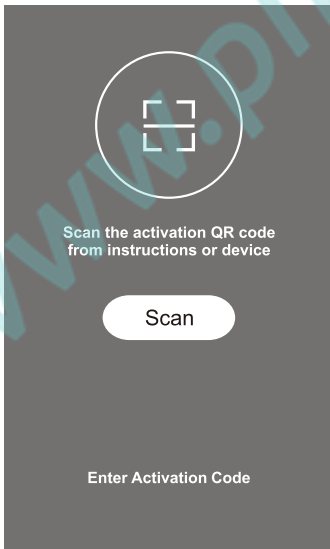 Scan the activation QR code
from instructions or device
Scan
Enter Activation Code